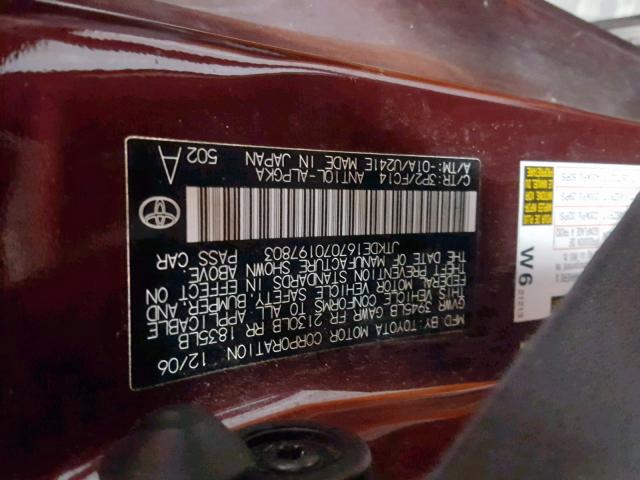 MFD. BY: TOYOTA MOTOR CORPORATION 12/06
GVWR 3945LB GAWR FR 2130LB RR 1835LB
THIS VEHICLE CONFORMS TO ALL APPLICABLE
FEDERAL MOTOR VEHICLE SAFETY, BUMPER AND
THEFT PREVENTION STANDARDS IN EFFECT ON
THE DATE OF MANUFACTURE SHOWN ABOVE.
JTKDE167070197803 PASS CAR
C/TR: 3P2/FC14 ANT10L-ALPGKA
A/TM: -01A/U241E MADE IN JAPAN
502
A
W6
21213